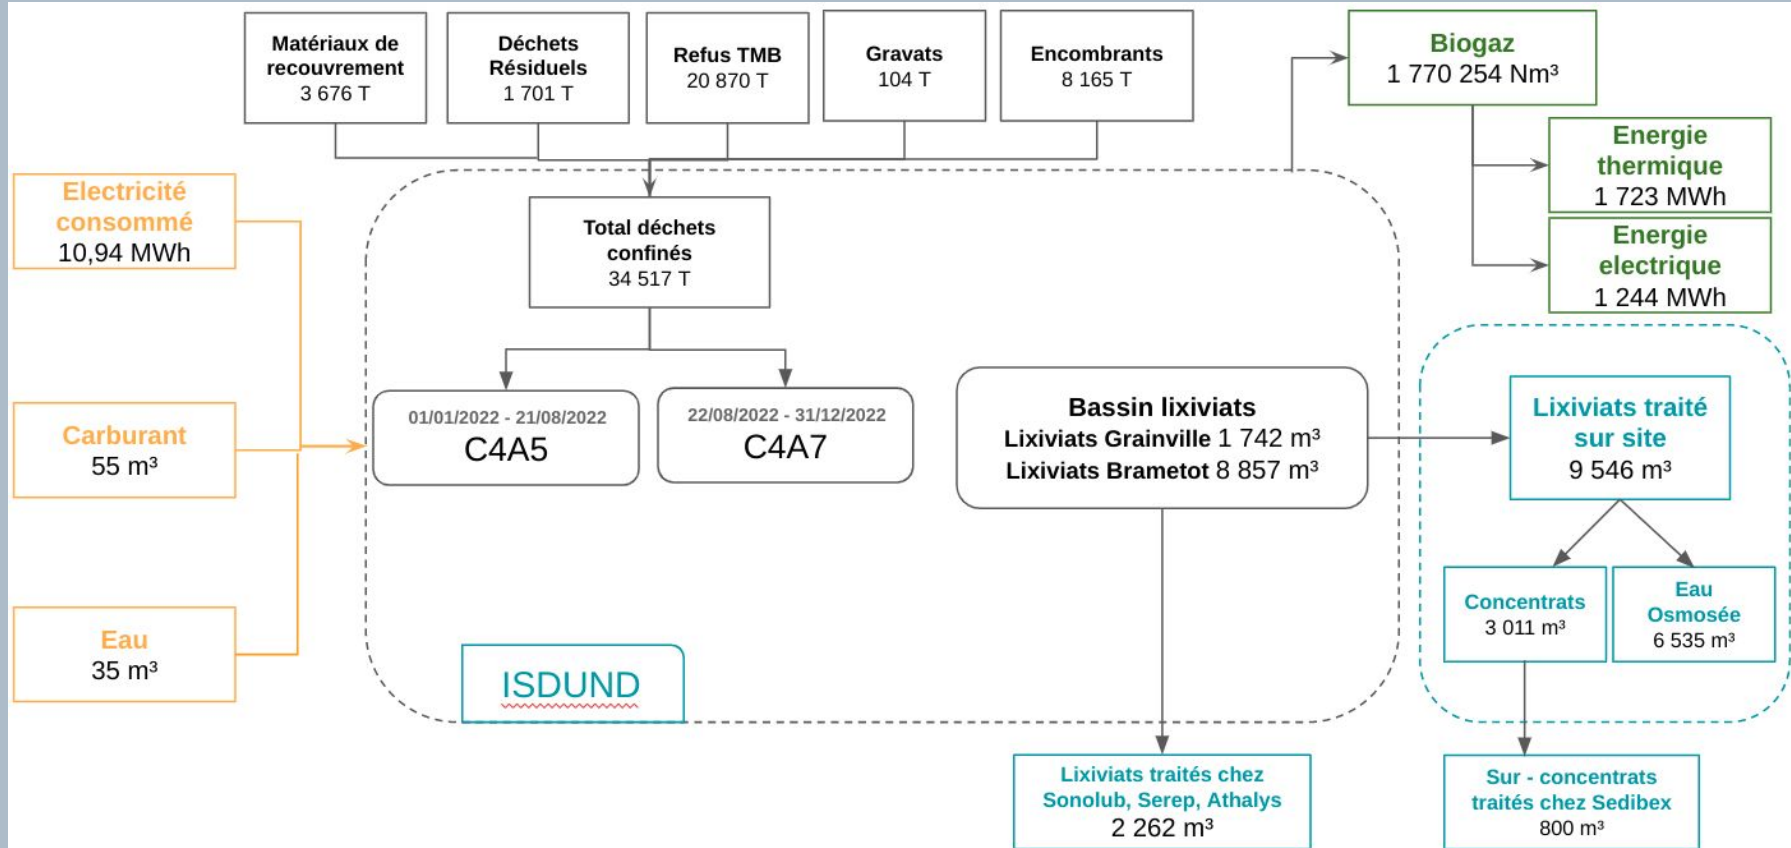 Matériaux de
recouvrement
3 676 T
Déchets
Résiduels
1 701 T
Refus TMB
20 870 T
Gravats
104 T
Encombrants
8 165 T
Biogaz
1 770 254 Nm³
Energie
thermique
1 723 MWh
Energie
electrique
1 244 MWh
Electricité
consommé
10,94 MWh
Total déchets
confinés
34 517 T
Carburant
55 m³
01/01/2022 - 21/08/2022
C4A5
22/08/2022 - 31/12/2022
C4A7
Bassin lixiviats
Lixiviats Grainville 1 742 m³
Lixiviats Brametot 8 857 m³
Lixiviats traité
sur site
9 546 m³
Concentrats
3 011 m³
Eau
Osmosée
6 535 m³
Eau
35 m³
ISDUND
Lixiviats traités chez
Sonolub, Serep, Athalys
2 262 m³
Sur - concentrats
traités chez Sedibex
800 m³